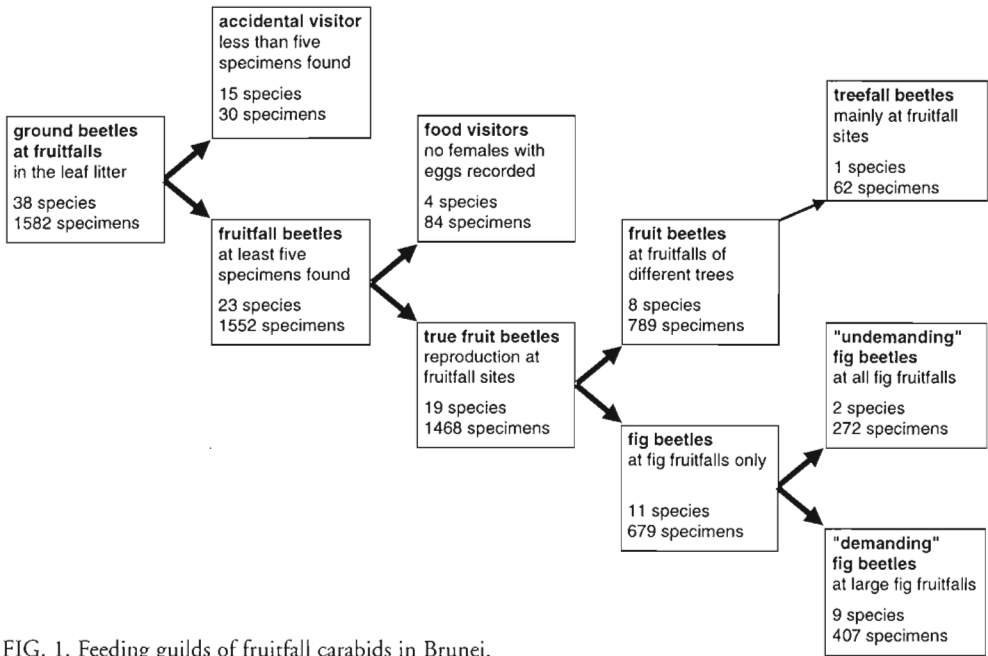 accidental visitor
less than five
specimens found
15 species
30 specimens
ground beetles
at fruitfalls
in the leaf litter
38 species
1582 specimens
fruitfall beetles
at least five
specimens found
23 species
1552 specimens
food visitors
no females with
eggs recorded
4 species
84 specimens
true fruit beetles
reproduction at
fruitfall sites
19 species
1468 specimens
fruit beetles
at fruitfalls of
different trees
8 species
789 specimens
fig beetles
at fig fruitfalls only
11 species
679 specimens
treefall beetles
mainly at fruitfall
sites
1 species
62 specimens
"undemanding"
fig beetles
at all fig fruitfalls
2 species
272 specimens
"demanding"
fig beetles
at large fig fruitfalls
9 species
407 specimens
FIG. 1. Feeding guilds of fruitfall carabids in Brunei.